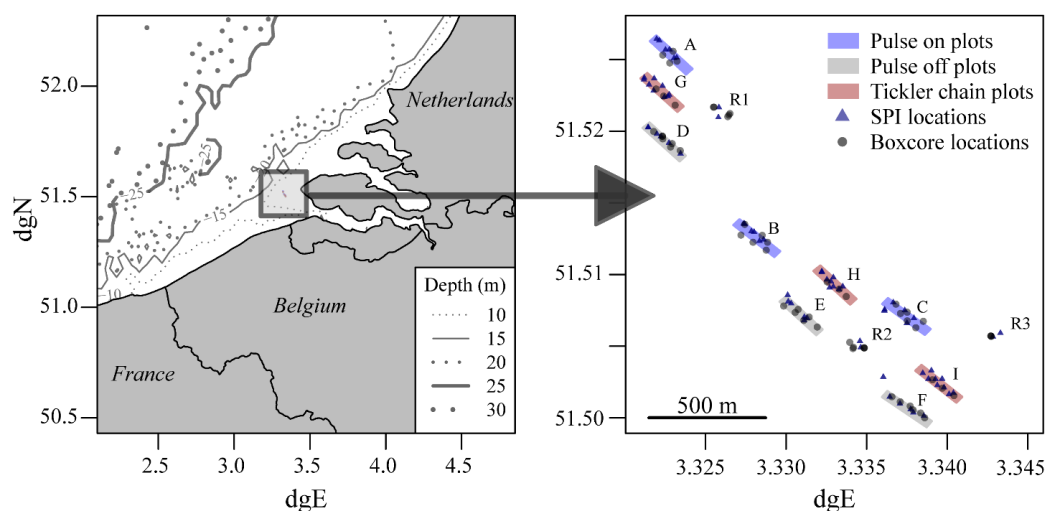 52.0
51.5
51.0
50.5
dgN
2.5 3.0 3.5 4.0 4.5
dgE
Netherlands
Belgium
France
25
25
20
15
10
Depth (m)
10
15
20
25
30
51.52
51.51
51.50
3.325 3.330 3.335 3.340 3.345
dgE
A
G
R1
D
B
H
E
C
R2
R3
I
F
500 m
Pulse on plots
Pulse off plots
Tickler chain plots
SPI locations
Boxcore locations